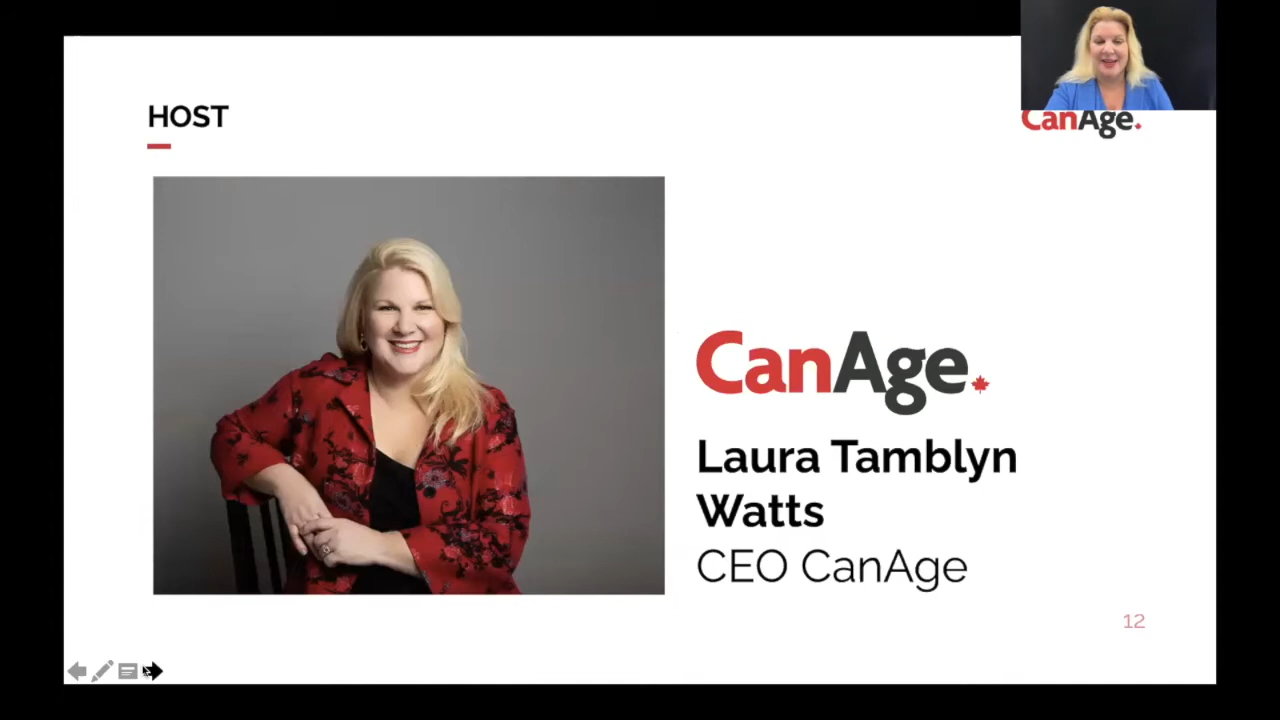 HOST
CanAge.
CanAge.
Laura Tamblyn
Watts
CEO CanAge
12